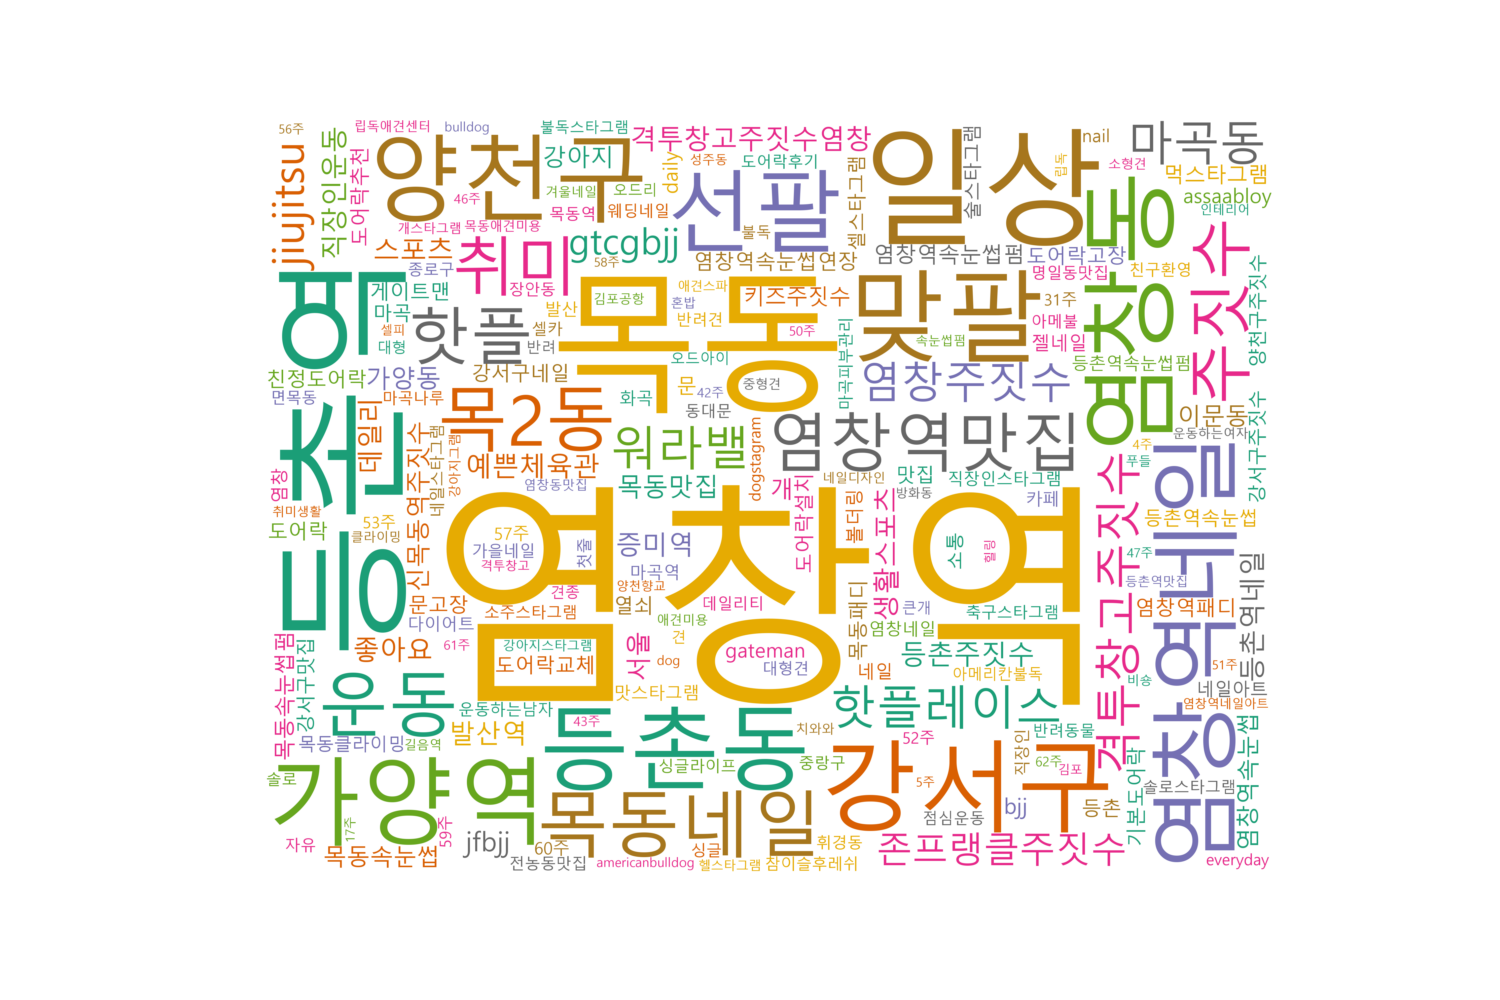 56주
립독애견센터
bulldog
불독스타그램
격투창고주짓수염창
nail
마곡동
양천구
일상
jiujitsu
직장인운동
도어락추천
강아지
daily
성주동
도어락후기
셀스타그램
술스타그램
립독
소형견
먹스타그램
assaabloy
인테리어
46주
겨울네일
오드리
선팔
염창동
개스타그램
목동애견미용
목동역
웨딩네일
불독
스포츠
취미
gtcgbjj
58주
염창역속눈썹연장
염창역속눈썹펌
도어락고장
주짓수
종로구
장안동
게이트맨
마곡
셀피
대형
핫플
발산
셀카
반려
김포공항
애견스파
혼밥
반려견
키즈주짓수
50주
맞팔
명일동맛집
친구환영
31주
아메불
젤네일
양천구주짓수
등촌역
목동
오드아이
마곡피부관리
속눈썹펌
등촌역속눈썹펌
친정도어락
가양동
강서구네일
문
42주
중형견
염창주짓수
면목동
마곡나루
데일리
목2동
화곡
동대문
이문동
운동하는여자
강서구주짓수
신목동역주짓수
네일스타그램
강아지그램
워라밸
염창역맛집
4주
푸들
예쁜체육관
염창동맛집
목동맛집
dogstagram
개
도어락설치
네일디자인
볼더링
맛집
방화동
직장인스타그램
카페
격투창고주짓수
염창역네일
염창
취미생활
도어락
53주
클라이밍
57주
가을네일
격투창고
첫줄
증미역
마곡역
양천향교
염창역
생활스포츠
소통
힐링
등촌역속눈썹
47주
등촌역맛집
문고장
다이어트
소주스타그램
견종
열쇠
데일리티
목동패디
큰개
염창네일
축구스타그램
염창역패디
등촌역네일
목동속눈썹펌
강서구맛집
좋아요
61주
강아지스타그램
도어락교체
서울
애견미용
견
dog
gateman
대형견
네일
등촌주짓수
아메리칸불독
비숑
51주
네일아트
염창역네일아트
운동
운동하는남자
맛스타그램
핫플레이스
목동클라이밍
길음역
발산역
43주
등촌동
치와와
52주
강서구
직장인
반려동물
62주
김포
기본도어락
솔로스타그램
염창역속눈썹
솔로
가양역
싱글라이프
중랑구
5주
17주
59주
목동네일
점심운동
bjj
등촌
자유
목동속눈썹
jfbjj
60주
전농동맛집
americanbulldog
싱글
헬스타그램
휘경동
참이슬후레쉬
존프랭클주짓수
everyday